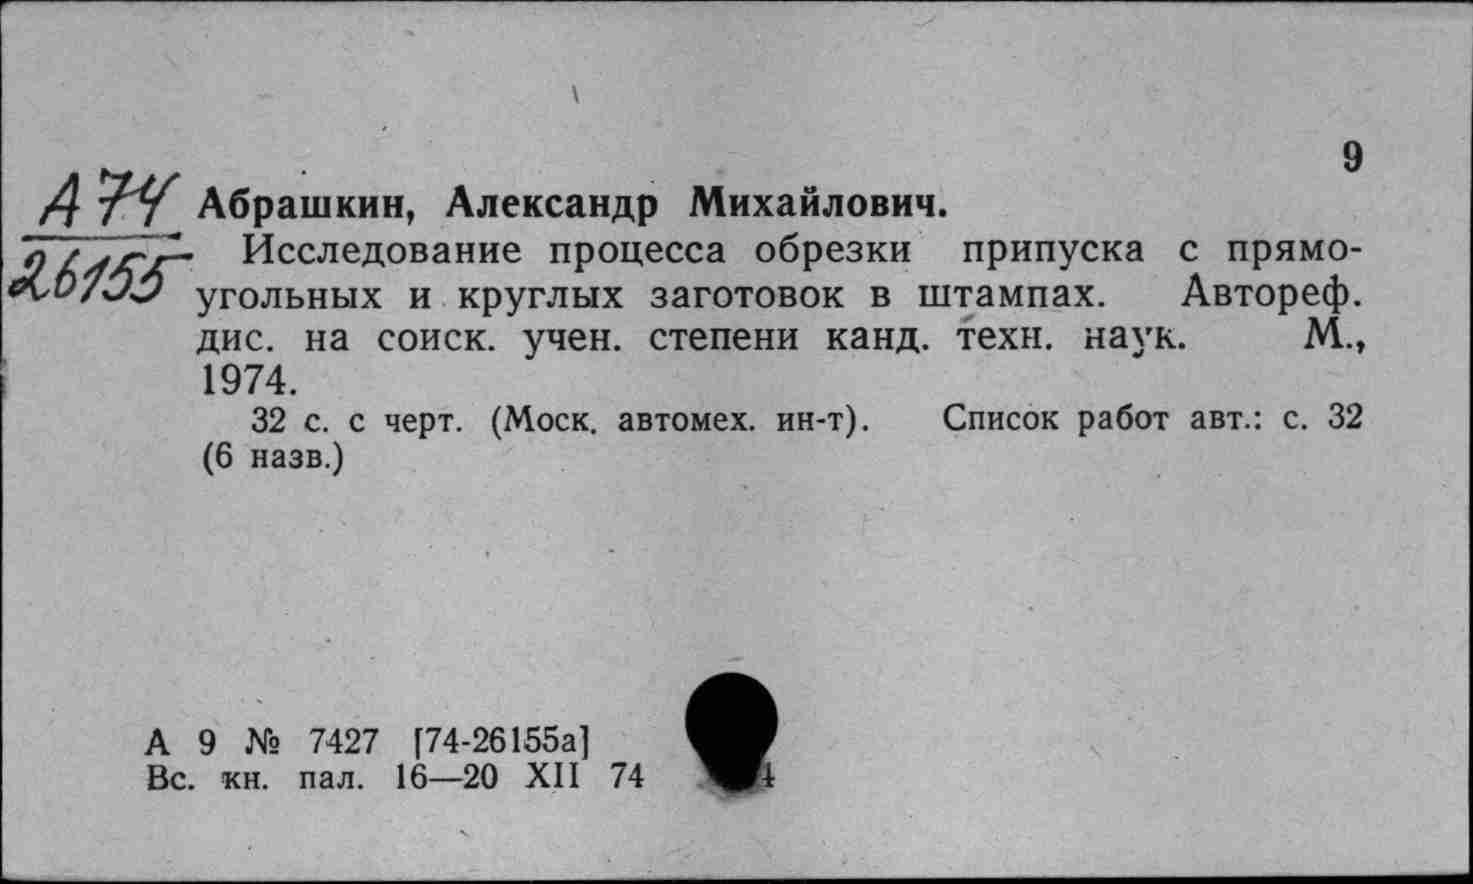 9
А 74 Абрашкин, Александр Михайлович.
26155 Исследование процесса обрезки припуска с прямо-
угольных и круглых заготовок в штампах. Автореф.
дис. на соиск. учен. степени канд. техн. наук. М.,
1974.
32 с. с черт. (Моск. автомех. ин-т). Список работ авт.: с. 32
(6 назв.)
А 9 № 7427 [74-26155а]
Вс. кн. пал. 16—20 XII 74